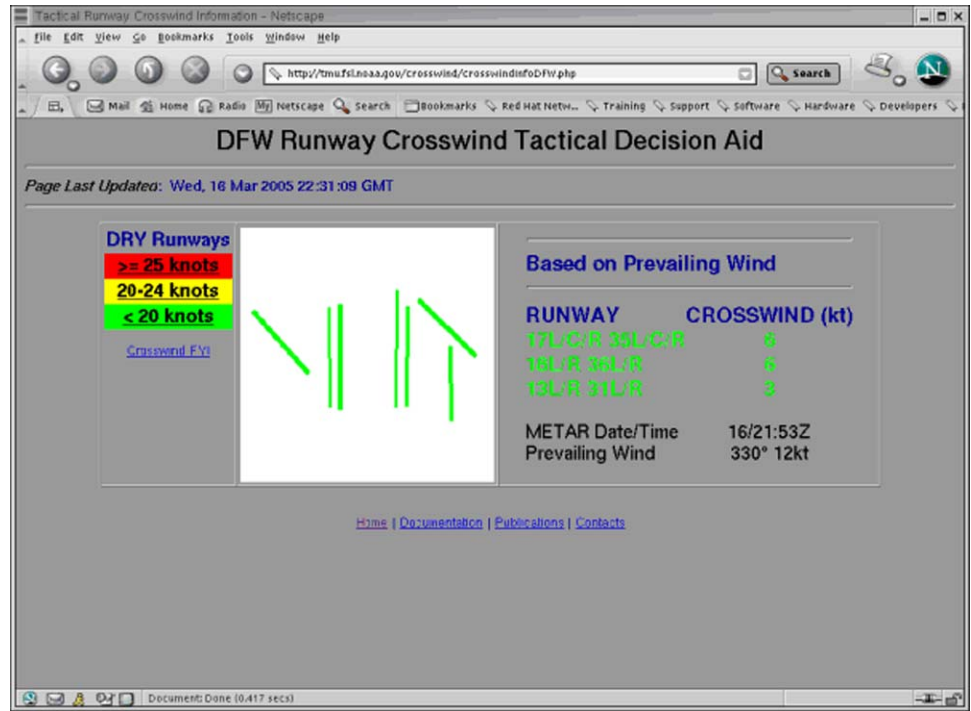 Tactical Runway Crosswind Information - Netscape
File Edit View Go Bookmarks Tools Window Help
http://tmu.fsl.noaa.gov/crosswind/crosswindinfoDFW.php Search N
Mail Home Radio My Netscape Search Bookmarks Red Hat Netw... Training Support Software Hardware Developers
DFW Runway Crosswind Tactical Decision Aid
Page Last Updated: Wed, 16 Mar 2005 22:31:09 GMT
DRY Runways
>= 25 knots
20-24 knots
< 20 knots
Crosswind FYI
Based on Prevailing Wind
RUNWAY CROSSWIND (kt)
17L/C/R 35L/C/R 6
18L/R 36L/R 6
13L/R 31L/R 3
METAR Date/Time 16/21:53Z
Prevailing Wind 330° 12kt
Home | Documentation | Publications | Contacts
Document: Done (0.417 secs)